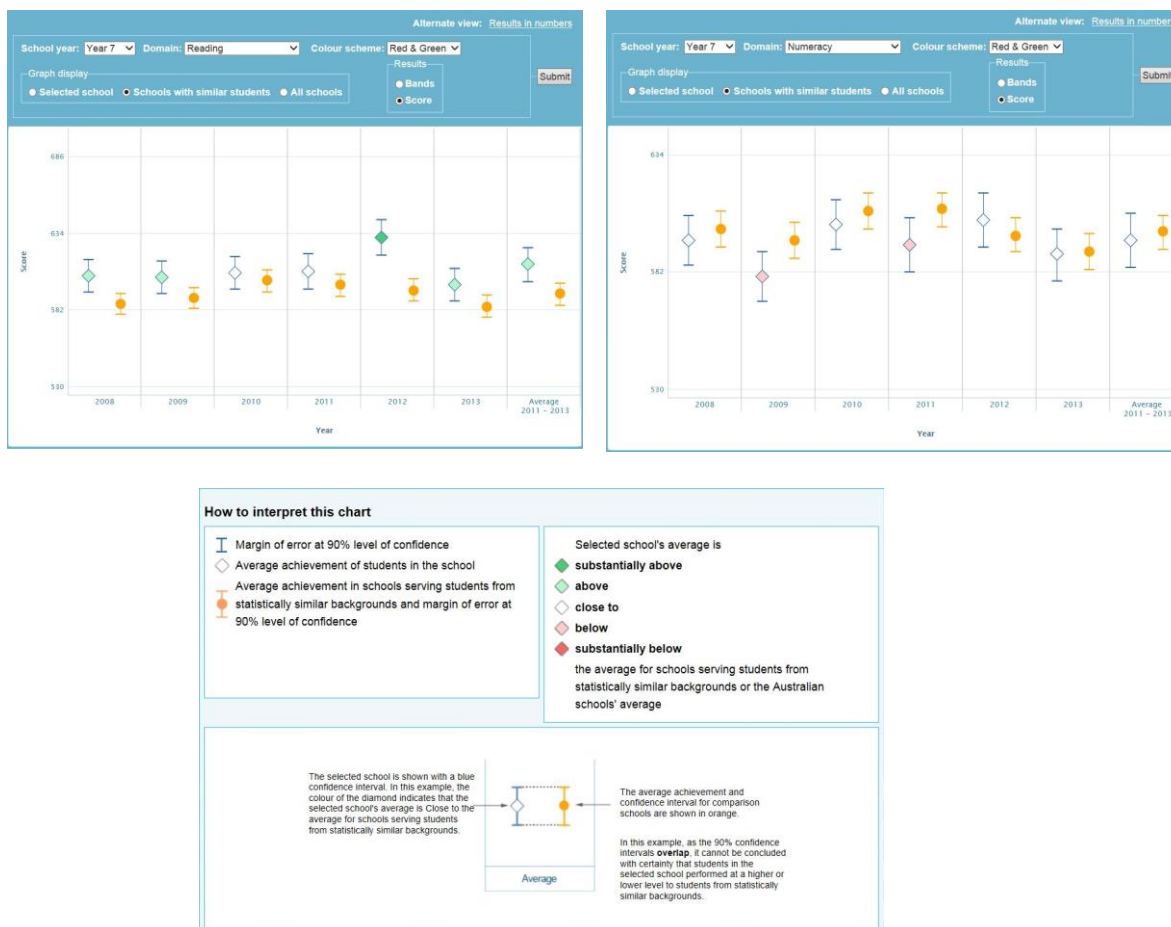 Alternate view: Results in numbers
School year: Year 7 Domain: Reading Colour scheme: Red & Green
Graph display
Selected school Schools with similar students All schools
Results
Bands
Score
Submit
686
634
582
530
Score
2008 2009 2010 2011 2012 2013 Average
2011 – 2013
Year
Alternate view: Results in number
School year: Year 7 Domain: Numeracy Colour scheme: Red & Green
Graph display
Selected school Schools with similar students All schools
Results
Bands
Score
Submit
634
582
530
Score
2008 2009 2010 2011 2012 2013 Average
2011 – 2013
Year
How to interpret this chart
Margin of error at 90% level of confidence
Average achievement of students in the school
Average achievement in schools serving students from
statistically similar backgrounds and margin of error at
90% level of confidence
Selected school's average is
substantially above
above
close to
below
substantially below
the average for schools serving students from
statistically similar backgrounds or the Australian
schools' average
The selected school is shown with a blue
confidence interval. In this example, the
colour of the diamond indicates that the
selected school's average is Close to the
average for schools serving students
from statistically similar backgrounds.
The average achievement and
confidence interval for comparison
schools are shown in orange.
In this example, as the 90% confidence
intervals overlap, it cannot be concluded
with certainty that students in the
selected school performed at a higher or
lower level to students from statistically
similar backgrounds.
Average